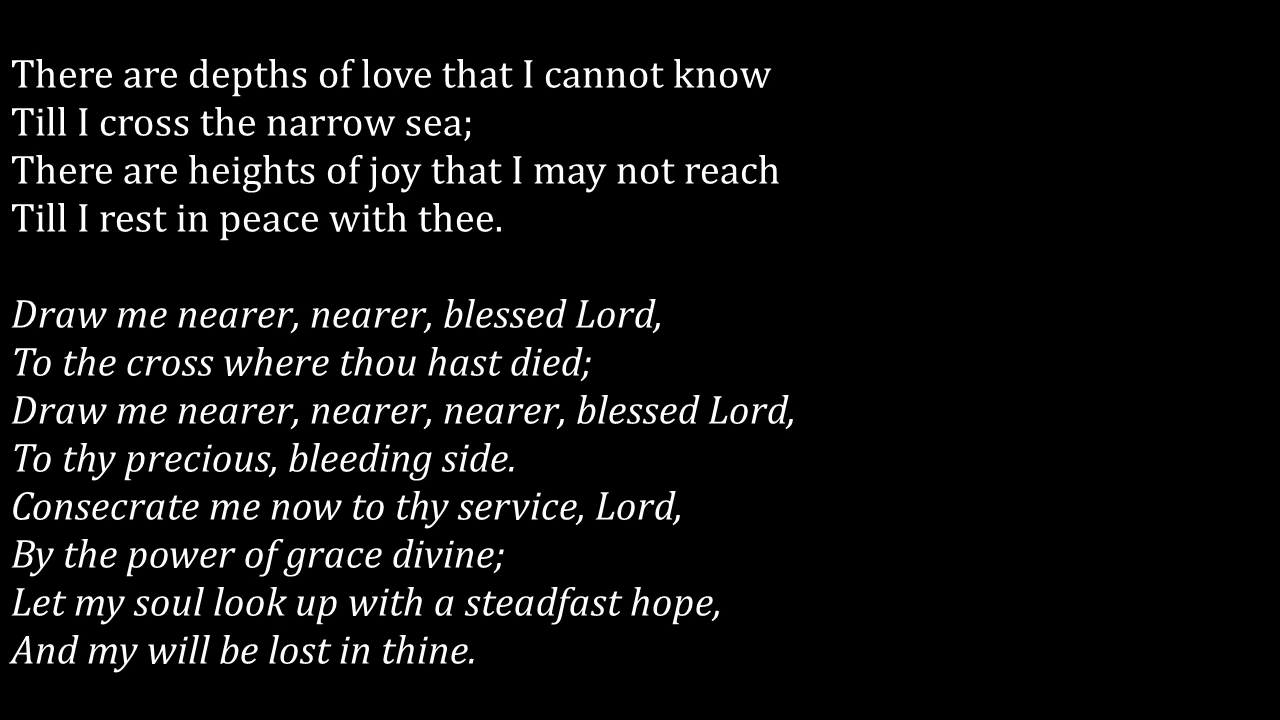 There are depths of love that I cannot know
Till I cross the narrow sea;
There are heights of joy that I may not reach
Till I rest in peace with thee.
Draw me nearer, nearer, blessed Lord,
To the cross where thou hast died;
Draw me nearer, nearer, nearer, blessed Lord,
To thy precious, bleeding side.
Consecrate me now to thy service, Lord,
By the power of grace divine;
Let my soul look up with a steadfast hope,
And my will be lost in thine.